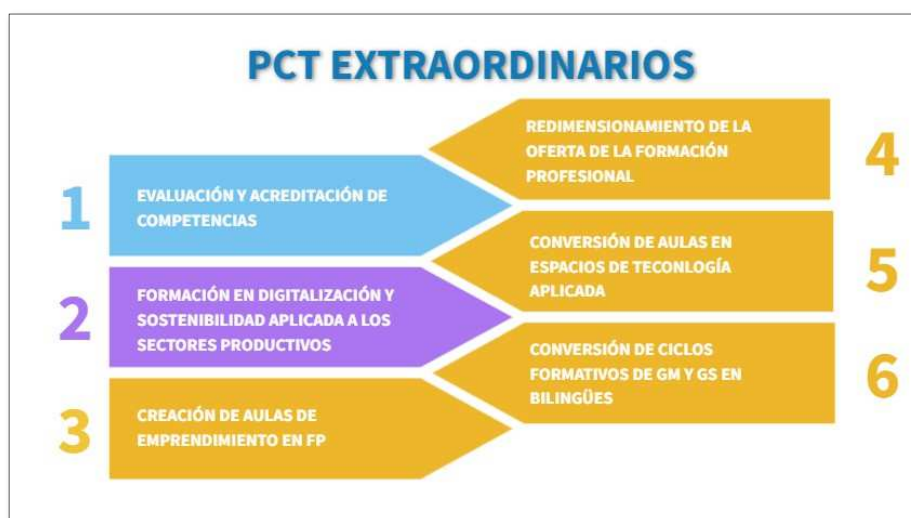 PCT EXTRAORDINARIOS
1
EVALUACIÓN Y ACREDITACIÓN DE
COMPETENCIAS
2
FORMACIÓN EN DIGITALIZACIÓN Y
SOSTENIBILIDAD APLICADA A LOS
SECTORES PRODUCTIVOS
3
CREACIÓN DE AULAS DE
EMPRENDIMIENTO EN FP
REDIMENSIONAMIENTO DE LA
OFERTA DE LA FORMACIÓN
PROFESIONAL
4
CONVERSIÓN DE AULAS EN
ESPACIOS DE TECONLOGÍA
APLICADA
5
CONVERSIÓN DE CICLOS
FORMATIVOS DE GM Y GS EN
BILINGÜES
6